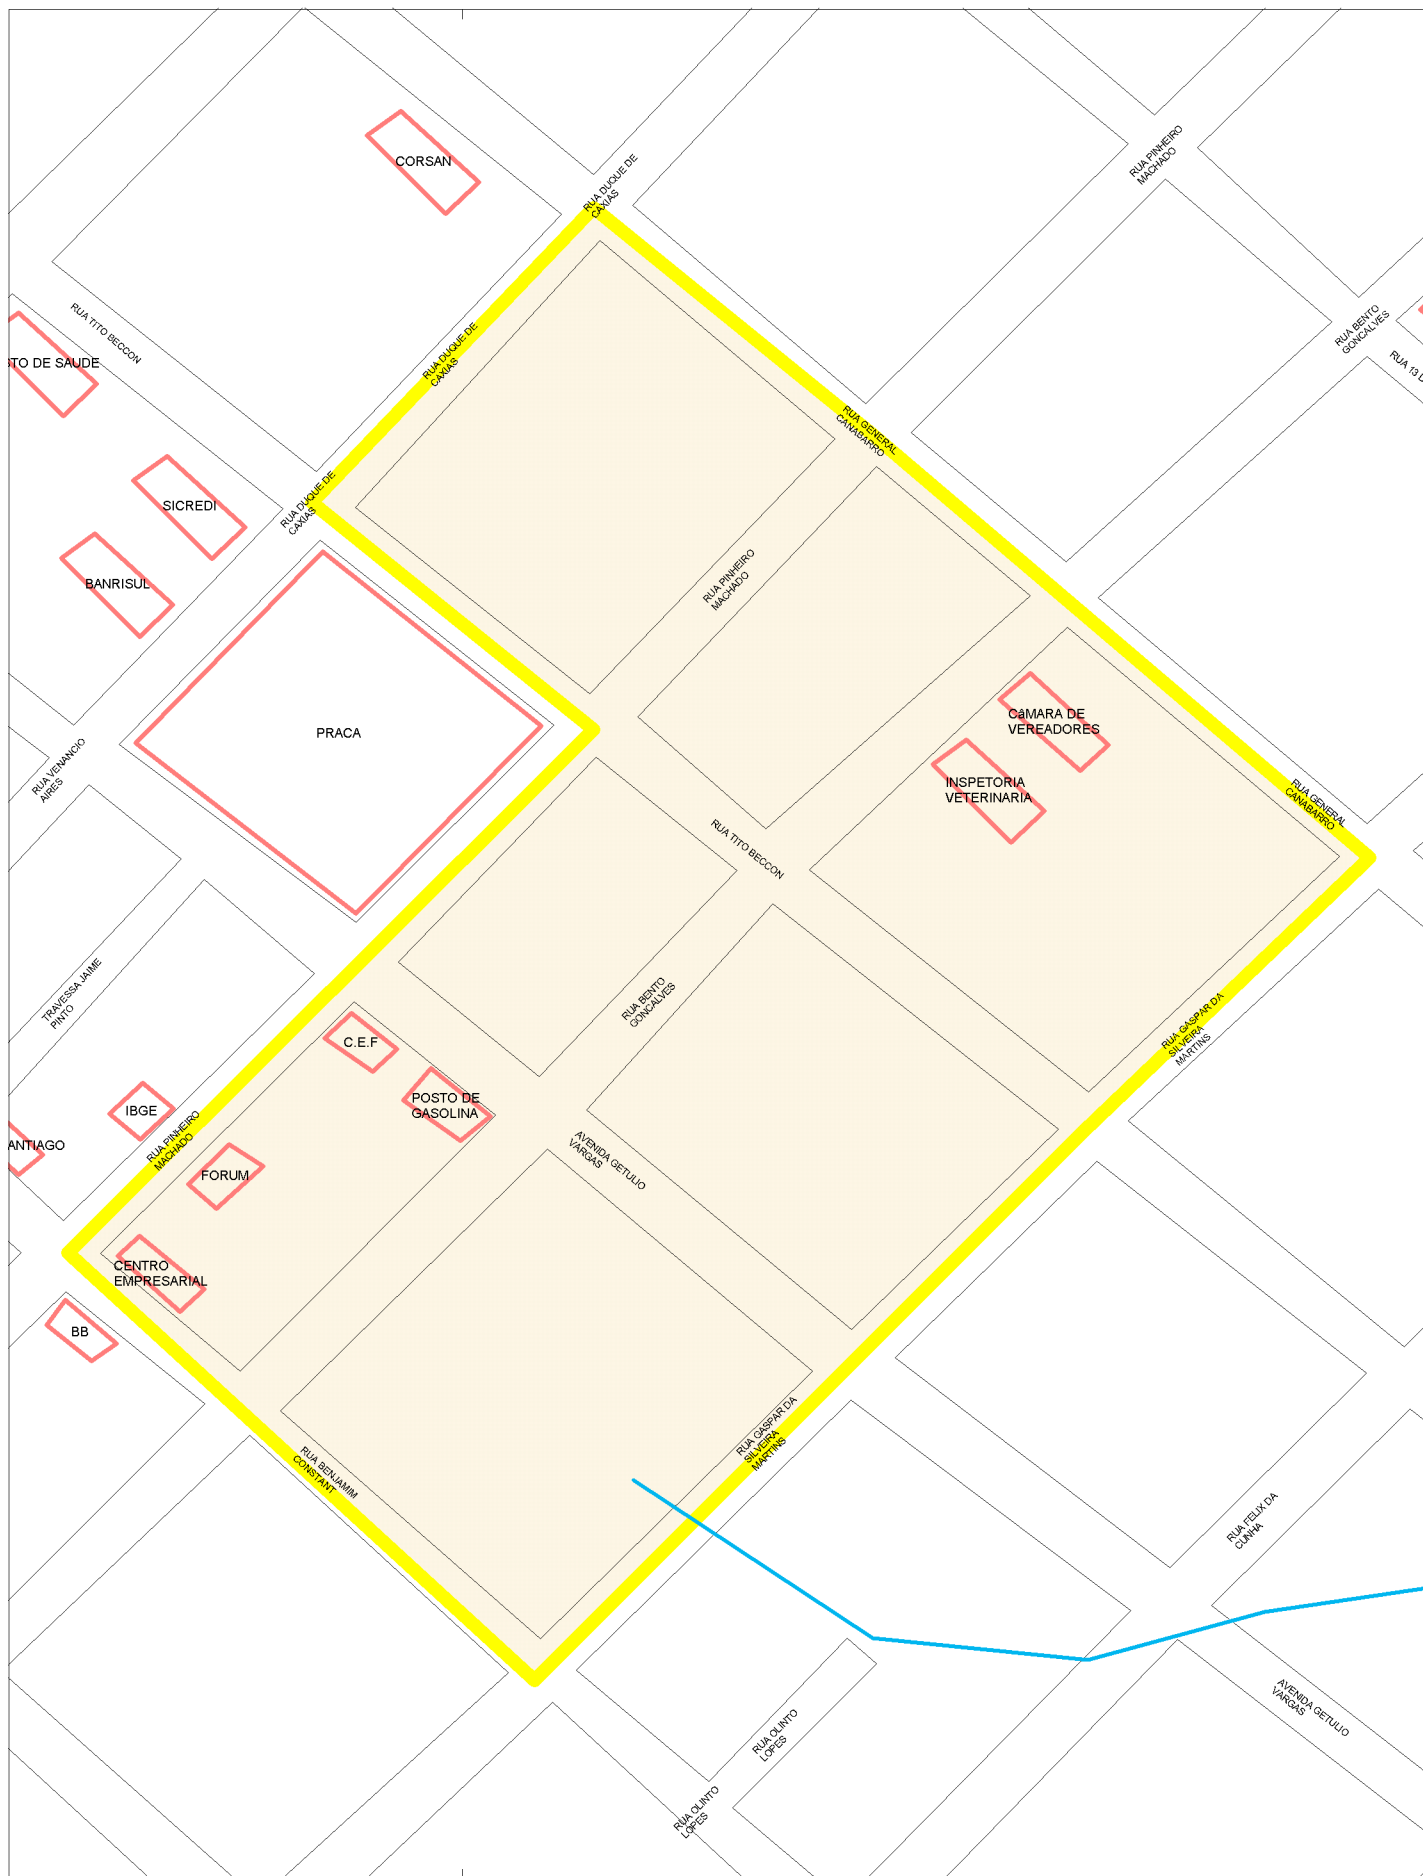 RUA PINHEIRO
MACHADO
CORSAN
RUA DUQUE DE
CAXIAS
RUA TITO BECCON
RUA BENTO
GONCALVES
TO DE SAUDE
RUA DUQUE DE
CAXIAS
RUA 13 D
RUA GENERAL
CANABARRO
SICREDI
RUA DUQUE DE
CAXIAS
BANRISUL
RUA PINHEIRO
MACHADO
CâMARA DE
VEREADORES
PRACA
RUA VENANCIO
AIRES
INSPETORIA
VETERINARIA
RUA GENERAL
CANABARRO
RUA TITO BECCON
TRAVESSA JAIME
PINTO
RUA BENTO
GONCALVES
RUA GASPAR DA
SILVEIRA
MARTINS
C.E.F
POSTO DE
GASOLINA
IBGE
RUA PINHEIRO
MACHADO
ANTIAGO
AVENIDA GETULIO
VARGAS
FORUM
CENTRO
EMPRESARIAL
BB
RUA GASPAR DA
SILVEIRA
MARTINS
RUA BENJAMIM
CONSTANT
RUA FELIX DA
CUNHA
AVENIDA GETULIO
VARGAS
RUA OLINTO
LOPES
RUA OLINTO
LOPES